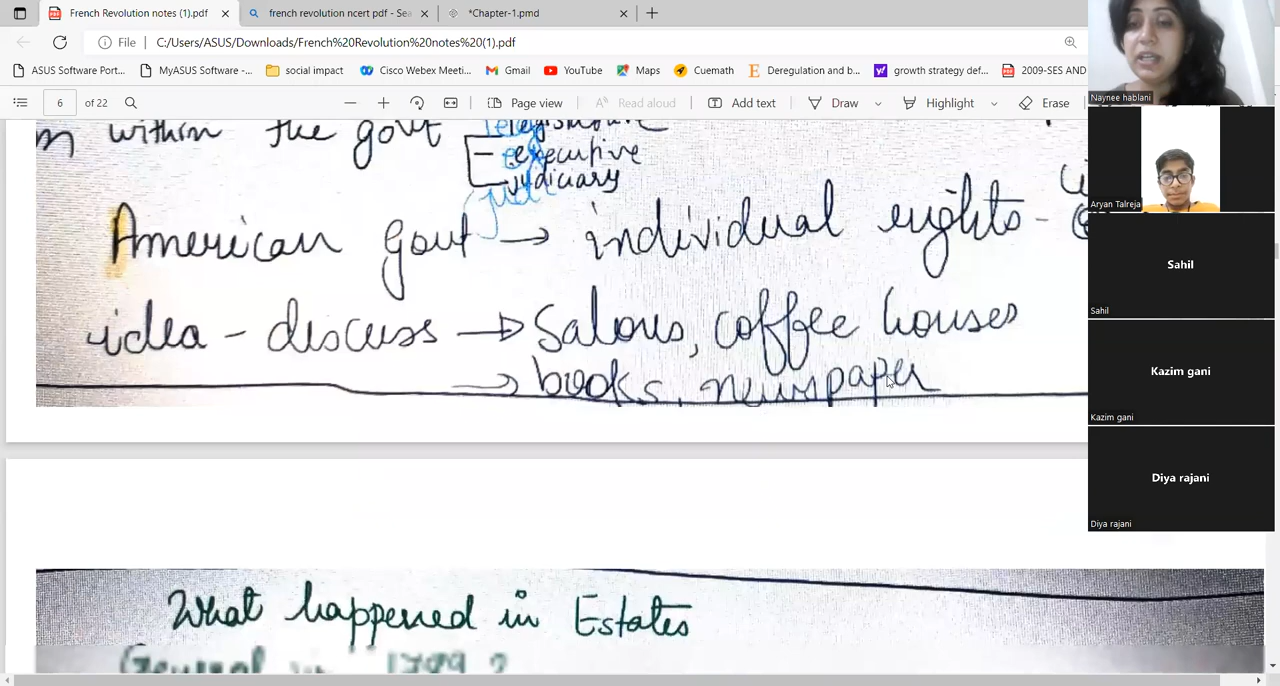 French Revolution notes (1).pdf
french revolution ncert pdf - Sea
*Chapter-1.pmd
File
C:/Users/ASUS/Downloads/French%20Revolution%20notes%20(1).pdf
ASUS Software Port...
MyASUS Software -...
social impact
Cisco Webex Meeti...
Gmail
YouTube
Maps
Cuemath
Deregulation and b...
growth strategy def...
2009-SES AND
6
of 22
Page view
Read aloud
Add text
Draw
Highlight
Erase
within the govt
- executive
judiciary
American govt → individual rights -
idea - discuss → Salons, coffee houses
→ books, newspaper
What happened in Estates
General in 1789?
Naynee hablani
Aryan Talreja
Sahil
Sahil
Kazim gani
Kazim gani
Diya rajani
Diya rajani